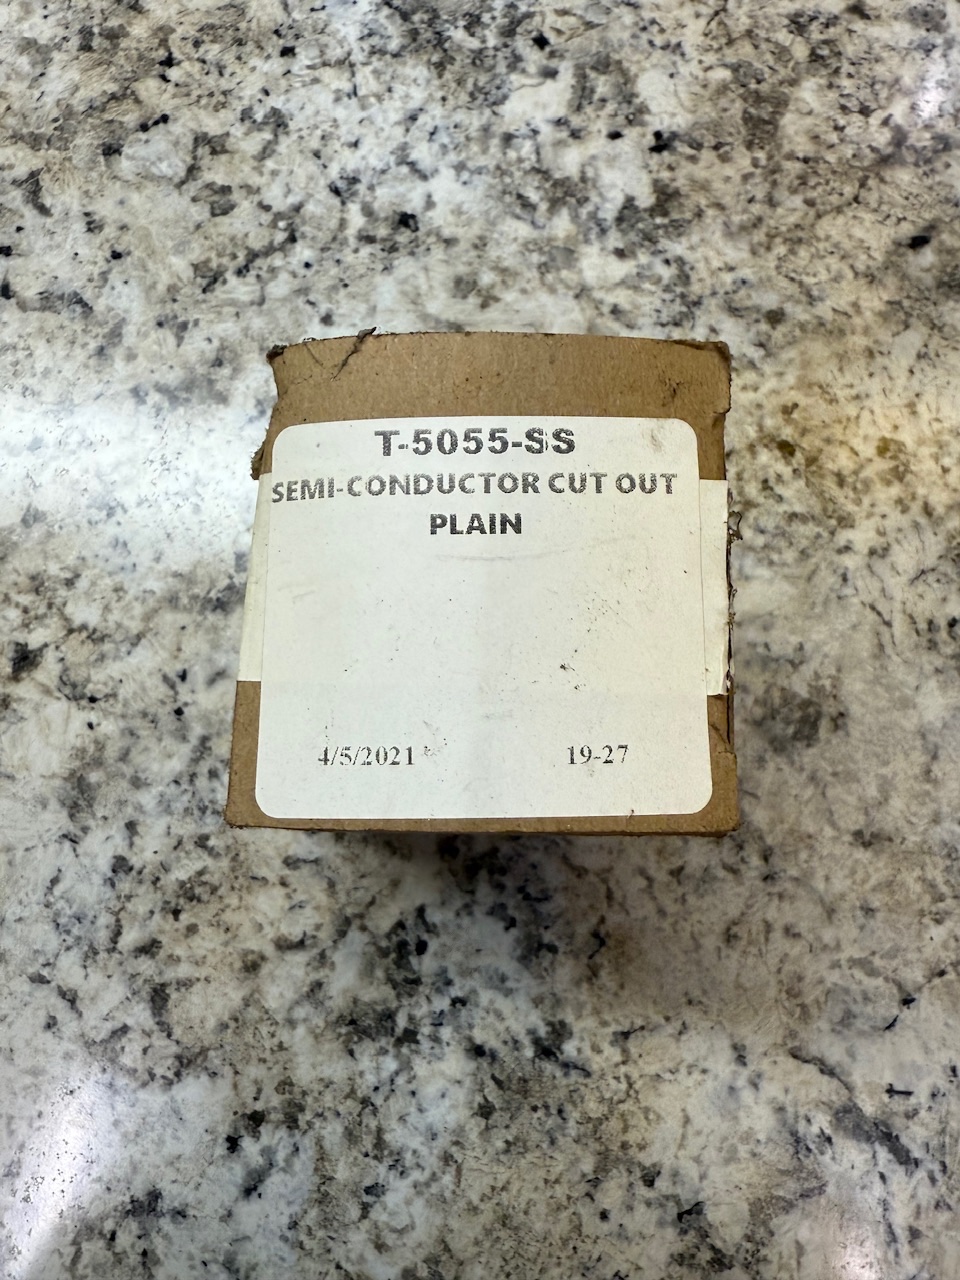 T-5055-SS
SEMI-CONDUCTOR CUT OUT
PLAIN
4/5/2021 19-27